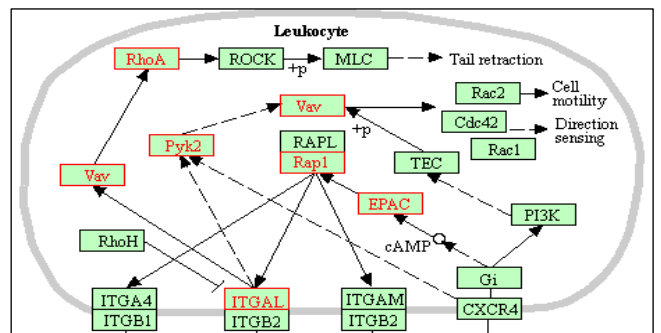 Leukocyte
RhoA
ROCK
+p
MLC
Tail retraction
Rac2
Cell
motility
Vav
+p
Cdc42
Direction
sensing
Rac1
Pyk2
RAPL
Rap1
TEC
Vav
EPAC
PI3K
RhoH
cAMP
Gi
ITGA4
ITGB1
ITGAL
ITGB2
ITGAM
ITGB2
CXCR4